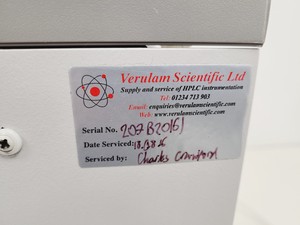 Verulam Scientific Ltd
Supply and service of HPLC instrumentation
Tel: 01234 713 903
Email: enquiries@verulamscientific.com
Web: www.verulamscientific.com
Serial No.
Date Serviced:
Serviced by: Charles